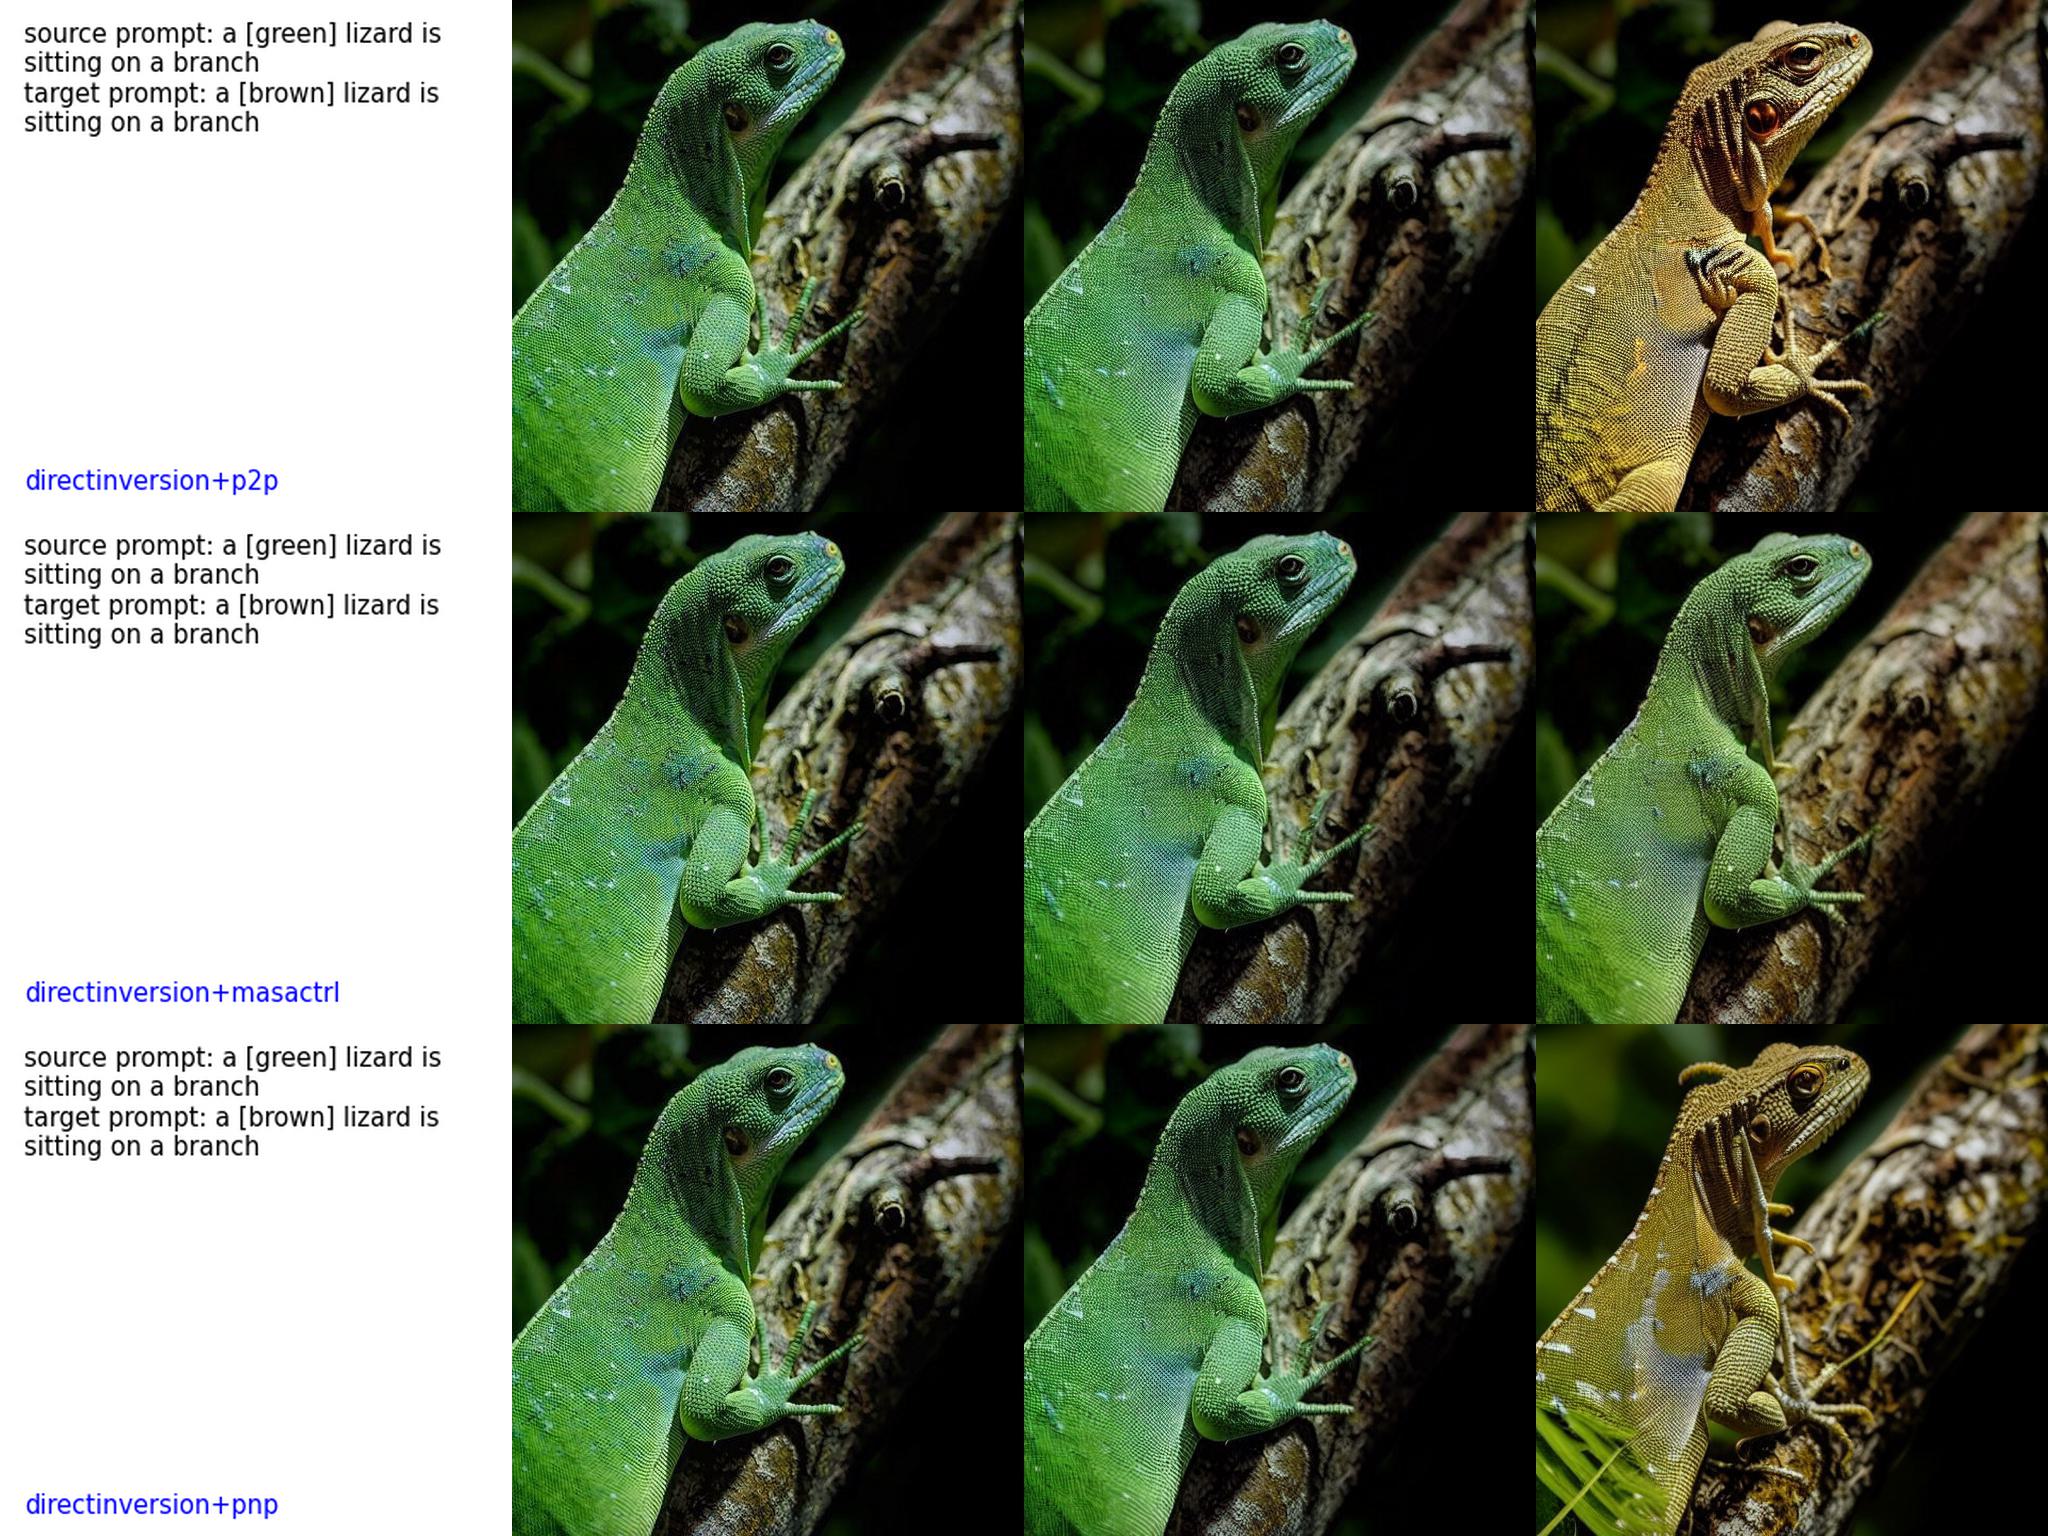 source prompt: a [green] lizard is
sitting on a branch
target prompt: a [brown] lizard is
sitting on a branch
directinversion+p2p
source prompt: a [green] lizard is
sitting on a branch
target prompt: a [brown] lizard is
sitting on a branch
directinversion+masactrl
source prompt: a [green] lizard is
sitting on a branch
target prompt: a [brown] lizard is
sitting on a branch
directinversion+pnp